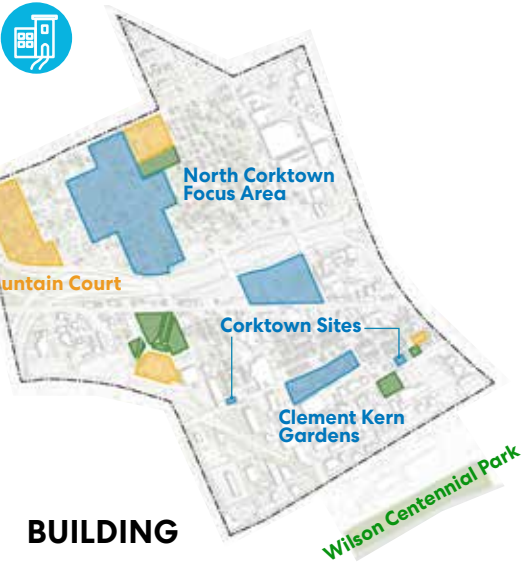 North Corktown
Focus Area
untain Court
Corktown Sites
Clement Kern
Gardens
Wilson Centennial Park
BUILDING